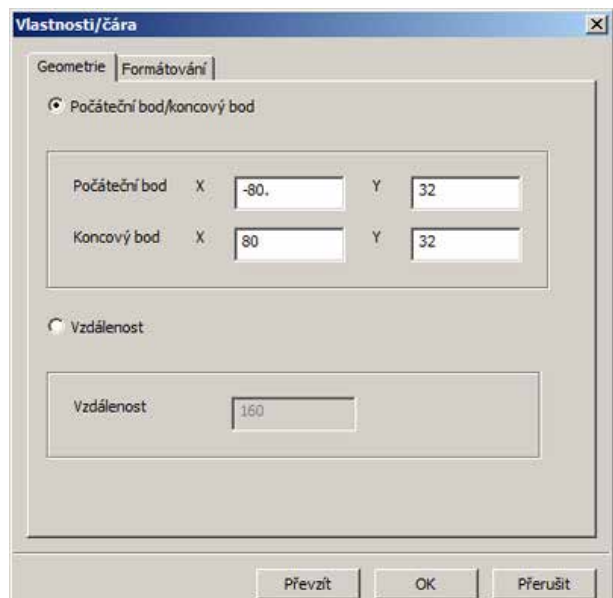 Vlastnosti/čára
Geometrie Formátování
Počáteční bod/koncový bod
Počáteční bod X -80. Y 32
Koncový bod X 80 Y 32
Vzdálenost
Vzdálenost 160
Převzít OK Přerušit